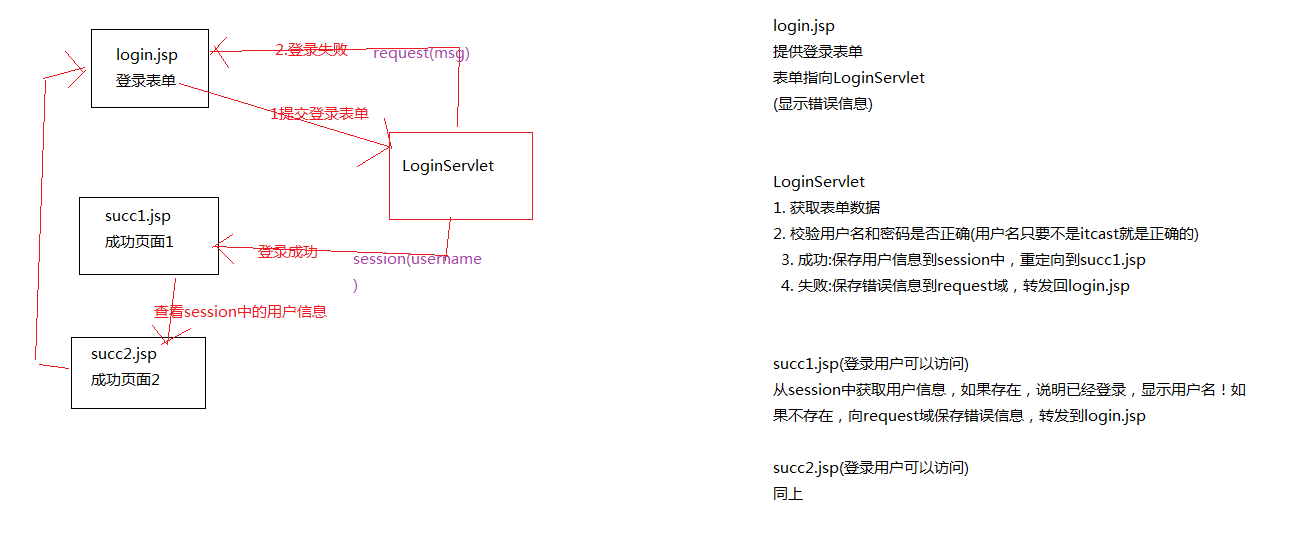 login.jsp
登录表单
2.登录失败
request(msg)
1提交登录表单
LoginServlet
succ1.jsp
成功页面1
登录成功
session(username
)
查看session中的用户信息
succ2.jsp
成功页面2
login.jsp
提供登录表单
表单指向LoginServlet
(显示错误信息)
LoginServlet
1. 获取表单数据
2. 校验用户名和密码是否正确(用户名只要不是itcast就是正确的)
3. 成功:保存用户信息到session中，重定向到succ1.jsp
4. 失败:保存错误信息到request域，转发回login.jsp
succ1.jsp(登录用户可以访问)
从session中获取用户信息，如果存在，说明已经登录，显示用户名！如
果不存在，向request域保存错误信息，转发到login.jsp
succ2.jsp(登录用户可以访问)
同上